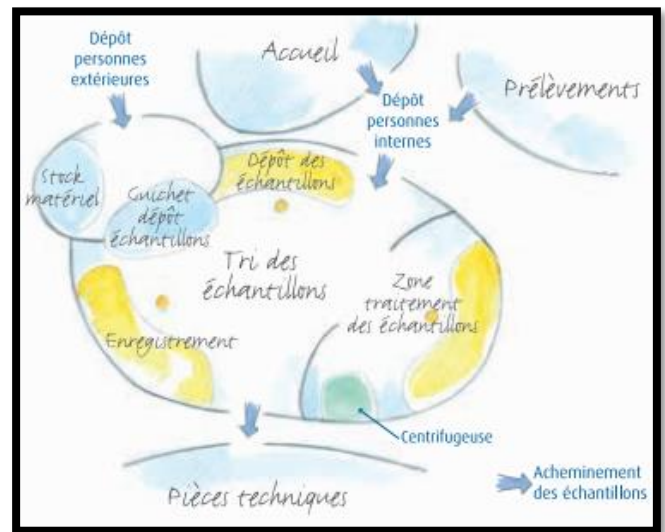 Dépôt
personnes
extérieures
Accueil
Prélèvements
Dépôt
personnes
internes
Stock
matériel
Guichet
dépôt
échantillons
Dépôt des
échantillons
Tri des
échantillons
Zone
traitement
des échantillons
Enregistrement
Centrifugeuse
Pièces techniques
Acheminement
des échantillons